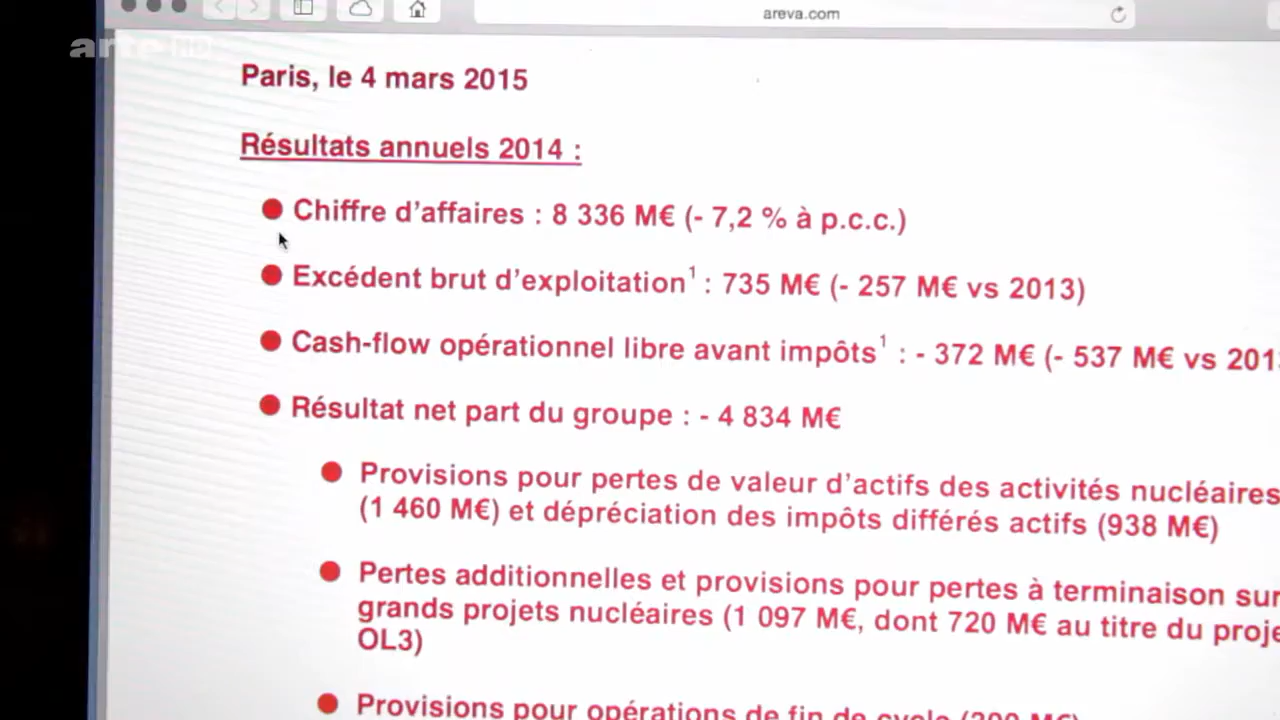 areva.com
arte HD
Paris, le 4 mars 2015
Résultats annuels 2014 :
Chiffre d'affaires : 8 336 M€ (- 7,2 % à p.c.c.)
Excédent brut d'exploitation¹ : 735 M€ (- 257 M€ vs 2013)
Cash-flow opérationnel libre avant impôts¹ : - 372 M€ (- 537 M€ vs
Résultat net part du groupe : - 4 834 M€
Provisions pour pertes de valeur d'actifs des activités nucléaires
(1 460 M€) et dépréciation des impôts différés actifs (938 M€)
Pertes additionnelles et provisions pour pertes à terminaison sur
grands projets nucléaires (1 097 M€, dont 720 M€ au titre du
OL3)
Provisions pour opérations de fin de cycle